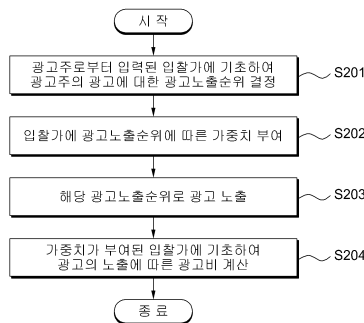 시 작
광고주로부터 입력된 입찰가에 기초하여
광고주의 광고에 대한 광고노출순위 결정
S201
입찰가에 광고노출순위에 따른 가중치 부여
S202
해당 광고노출순위로 광고 노출
S203
가중치가 부여된 입찰가에 기초하여
광고의 노출에 따른 광고비 계산
S204
종 료